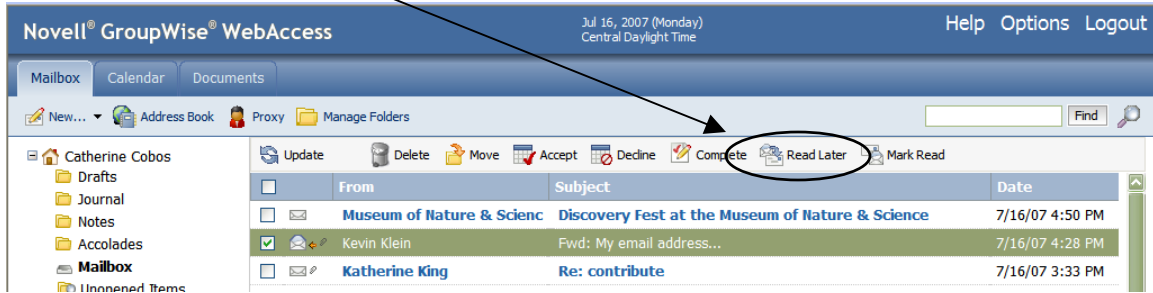 Novell® GroupWise® WebAccess
Jul 16, 2007 (Monday)
Central Daylight Time
Help Options Logout
Mailbox Calendar Documents
New... Address Book Proxy Manage Folders Find
Catherine Cobos
Drafts
Journal
Notes
Accolades
Mailbox
Unopened Items
Update Delete Move Accept Decline Complete Read Later Mark Read
From Subject Date
Museum of Nature & Scienc Discovery Fest at the Museum of Nature & Science 7/16/07 4:50 PM
Kevin Klein Fwd: My email address... 7/16/07 4:28 PM
Katherine King Re: contribute 7/16/07 3:33 PM